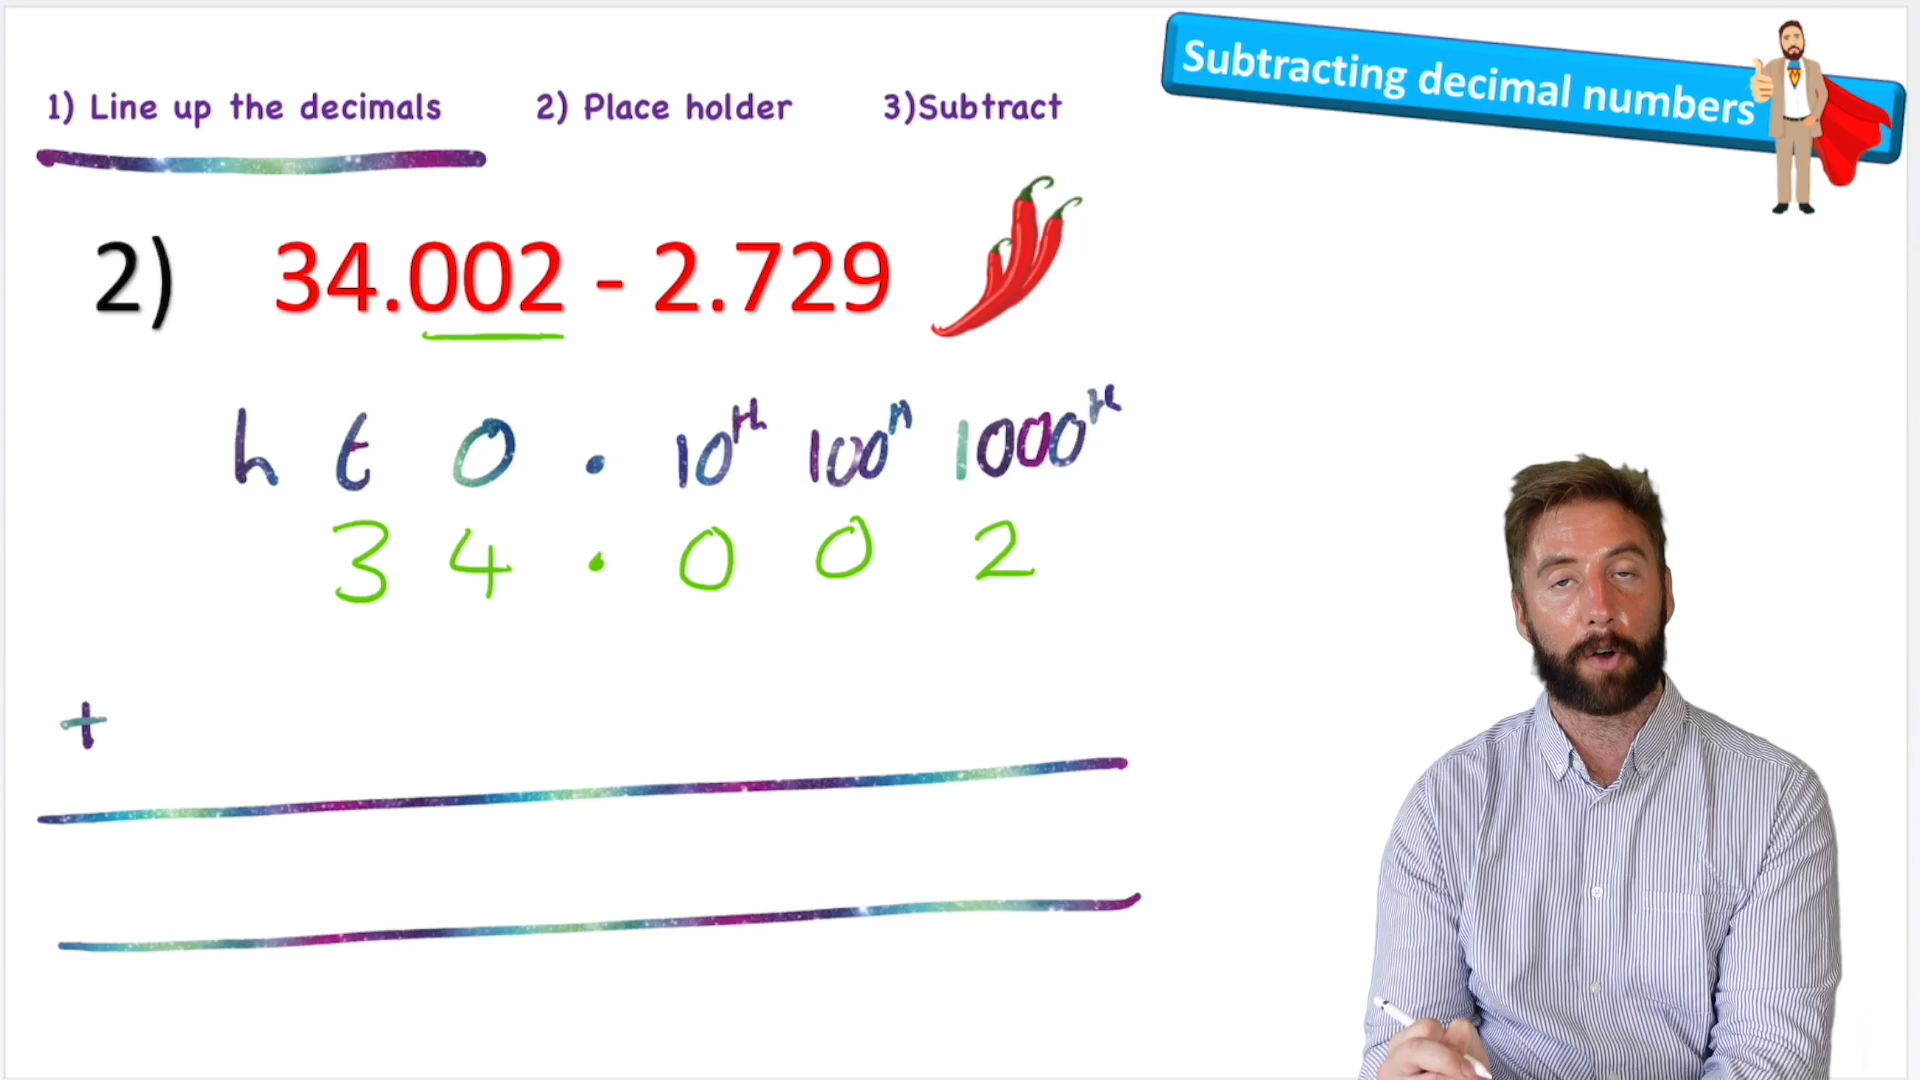 Subtracting decimal numbers
1) Line up the decimals 2) Place holder 3)Subtract
2) 34.002 - 2.729
h t o . 10th 100th 1000th
3 4 . 0 0 2
+